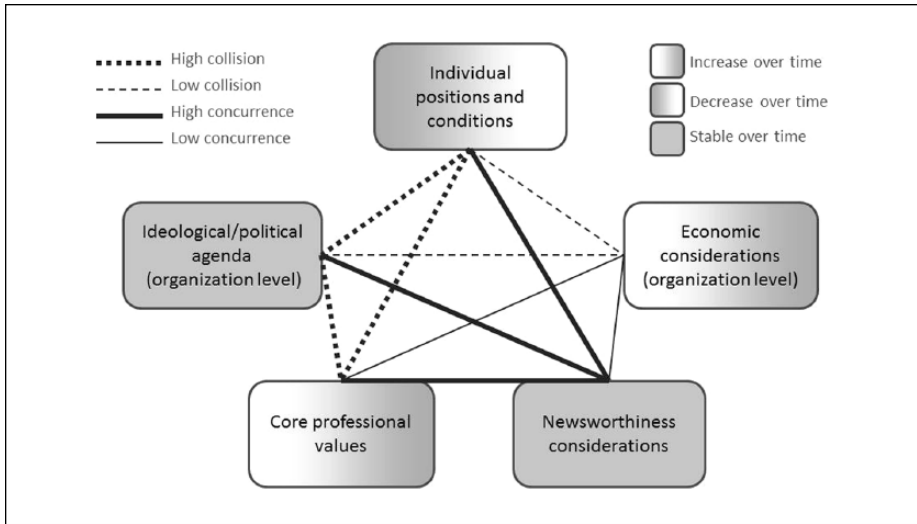 High collision
Low collision
High concurrence
Low concurrence
Individual
positions and
conditions
Increase over time
Decrease over time
Stable over time
Ideological/political
agenda
(organization level)
Economic
considerations
(organization level)
Core professional
values
Newsworthiness
considerations